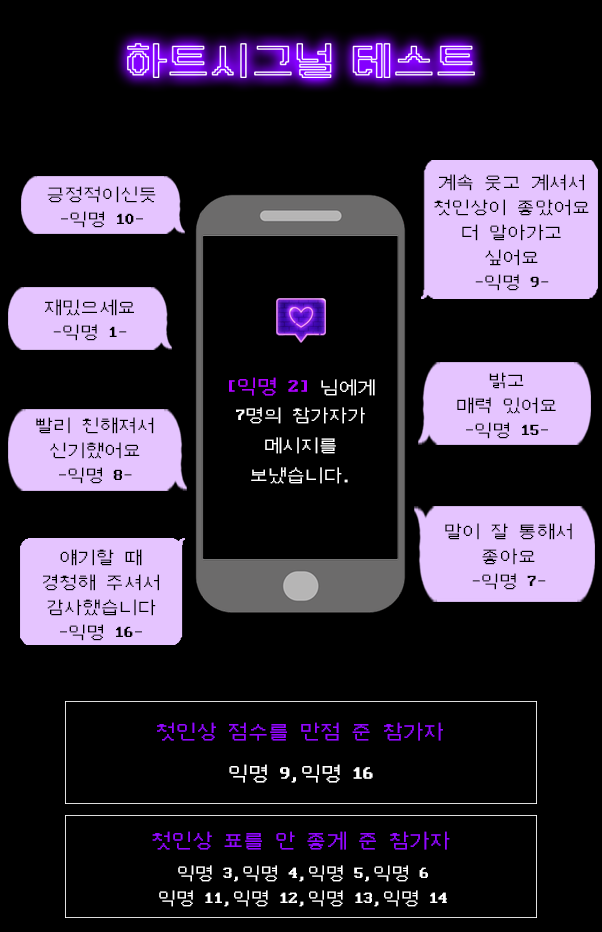 하트시그널 테스트
긍정적이신듯
-익명 10-
재밌으세요
-익명 1-
빨리 친해져서
신기했어요
-익명 8-
얘기할 때
경청해 주셔서
감사했습니다
-익명 16-
[익명 2] 님에게
7명의 참가자가
메시지를
보냈습니다.
계속 웃고 계셔서
첫인상이 좋았어요
더 알아가고
싶어요
-익명 9-
밝고
매력 있어요
-익명 15-
말이 잘 통해서
좋아요
-익명 7-
첫인상 점수를 만점 준 참가자
익명 9,익명 16
첫인상 표를 안 좋게 준 참가자
익명 3,익명 4,익명 5,익명 6
익명 11,익명 12,익명 13,익명 14